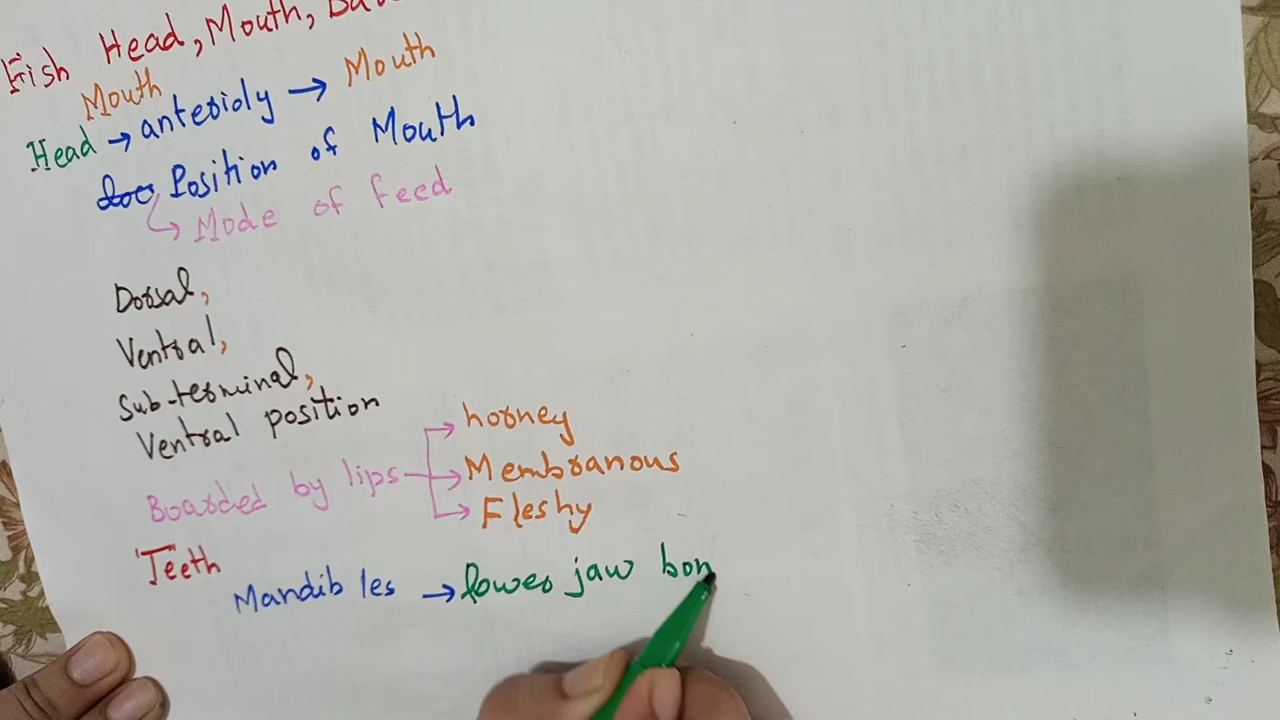 Fish Head, Mouth,
Mouth
Head → anterioly → Mouth
Position of Mouth
↳ Mode of feed
Dorsal,
Ventral,
Sub-terminal,
Ventral position
Boarded by lips
horney
Membranous
Fleshy
Teeth
Mandib les → lower jaw bon